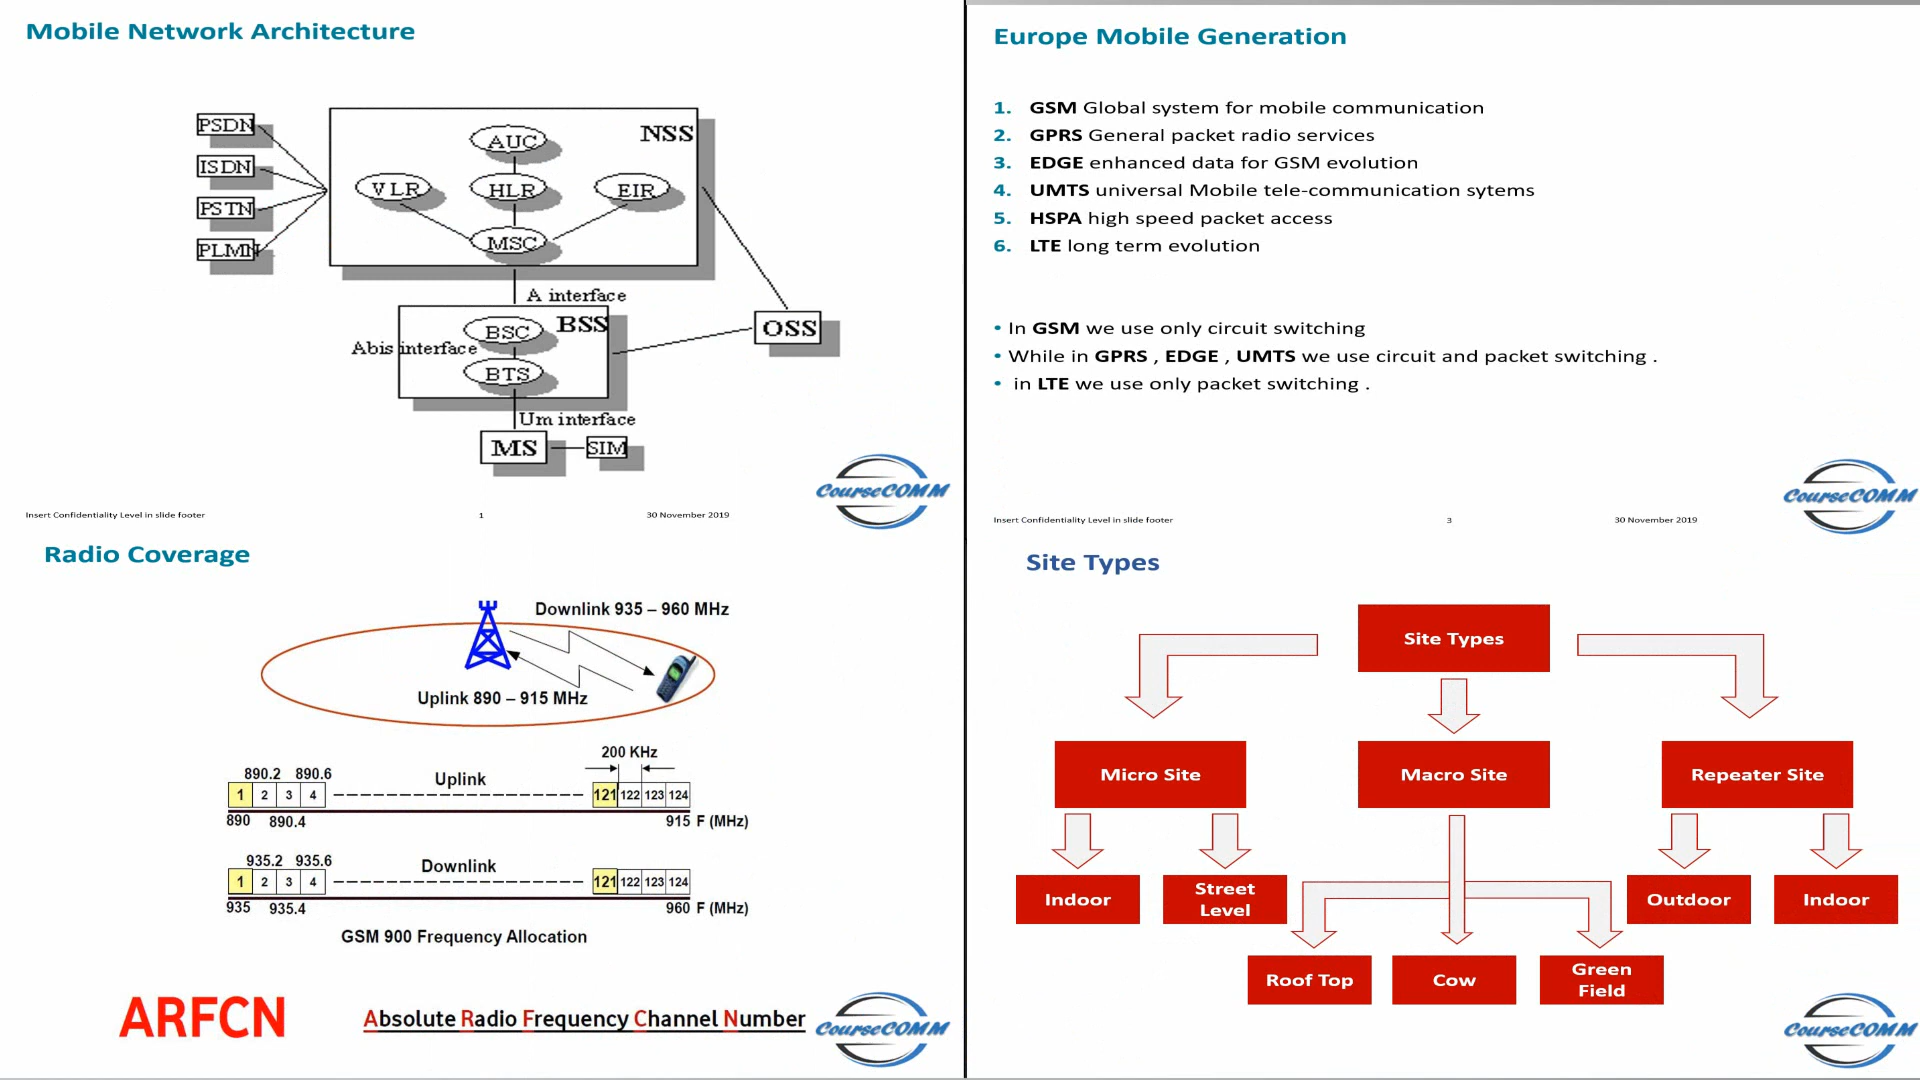 Mobile Network Architecture
PSDN
ISDN
PSTN
PLMN
NSS
AUC
VLR
HLR
EIR
MSC
A interface
BSS
BSC
Abis interface
BTS
OSS
Um interface
MS
SIM
CourseCOMM
Insert Confidentiality Level in slide footer
1
30 November 2019
Europe Mobile Generation
1. GSM Global system for mobile communication
2. GPRS General packet radio services
3. EDGE enhanced data for GSM evolution
4. UMTS universal Mobile tele-communication sytems
5. HSPA high speed packet access
6. LTE long term evolution
• In GSM we use only circuit switching
• While in GPRS , EDGE , UMTS we use circuit and packet switching .
• in LTE we use only packet switching .
CourseCOMM
Insert Confidentiality Level in slide footer
3
30 November 2019
Radio Coverage
Downlink 935 – 960 MHz
Uplink 890 – 915 MHz
200 KHz
890.2 890.6
Uplink
1 2 3 4
121 122 123 124
890 890.4
915 F (MHz)
935.2 935.6
Downlink
1 2 3 4
121 122 123 124
935 935.4
960 F (MHz)
GSM 900 Frequency Allocation
ARFCN
Absolute Radio Frequency Channel Number
CourseCOMM
Site Types
Site Types
Micro Site
Macro Site
Repeater Site
Indoor
Street
Level
Outdoor
Indoor
Roof Top
Cow
Green
Field
CourseCOMM